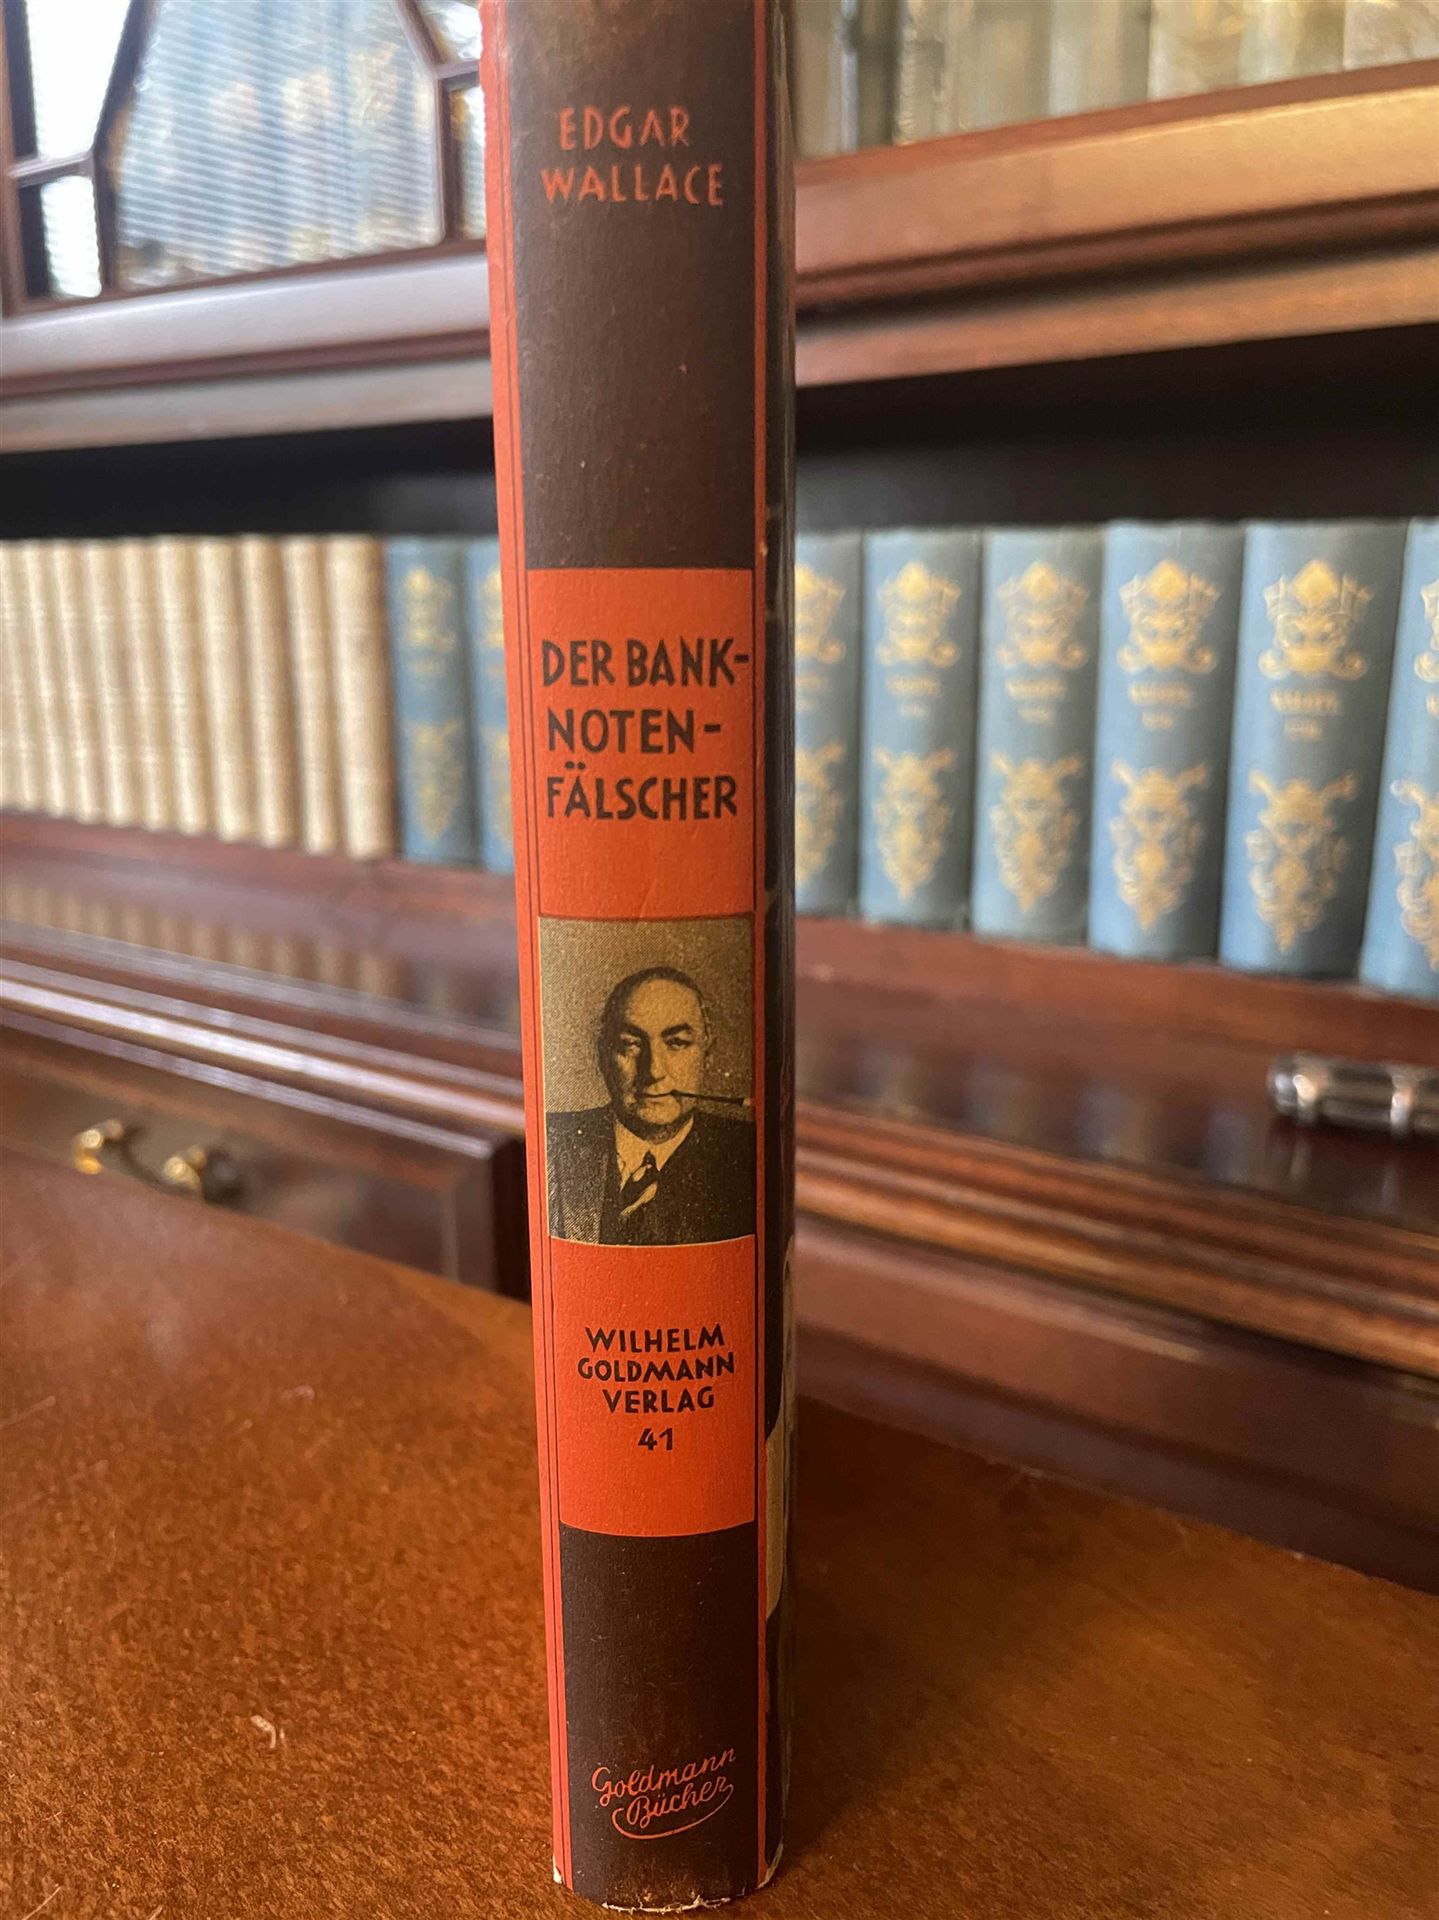 EDGAR
WALLACE
DER BANK-
NOTEN-
FÄLSCHER
WILHELM
GOLDMANN
VERLAG
41
Goldmann
Bücher